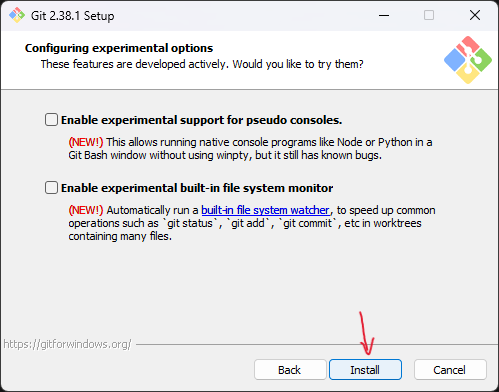 Git 2.38.1 Setup
Configuring experimental options
These features are developed actively. Would you like to try them?
Enable experimental support for pseudo consoles.
(NEW!) This allows running native console programs like Node or Python in a
Git Bash window without using winpty, but it still has known bugs.
Enable experimental built-in file system monitor
(NEW!) Automatically run a built-in file system watcher, to speed up common
operations such as `git status`, `git add`, `git commit`, etc in worktrees
containing many files.
https://gitforwindows.org/
Back
Install
Cancel